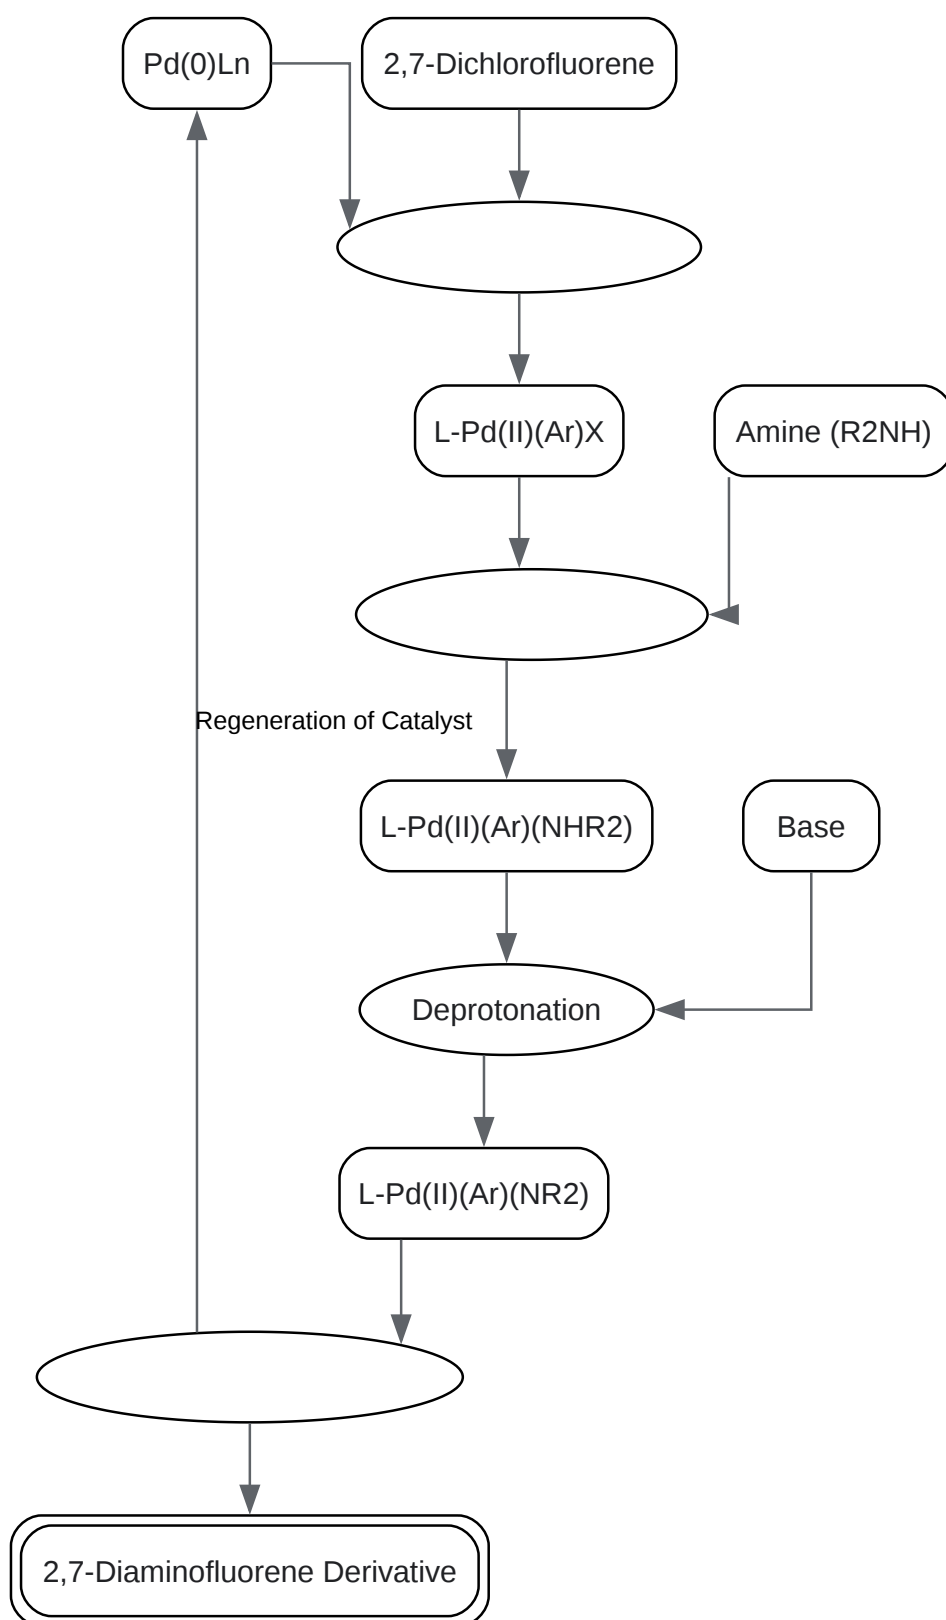 Pd(0)Ln
2,7-Dichlorofluorene
L-Pd(II)(Ar)X
Amine (R2NH)
Regeneration of Catalyst
L-Pd(II)(Ar)(NHR2)
Base
Deprotonation
L-Pd(II)(Ar)(NR2)
2,7-Diaminofluorene Derivative